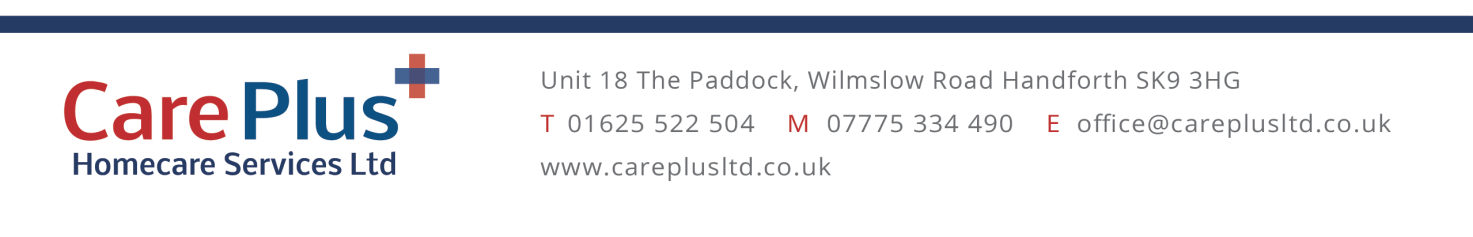 Care Plus
Homecare Services Ltd
Unit 18 The Paddock, Wilmslow Road Handforth SK9 3HG
T 01625 522 504 M 07775 334 490 E office@careplusltd.co.uk
www.careplusltd.co.uk